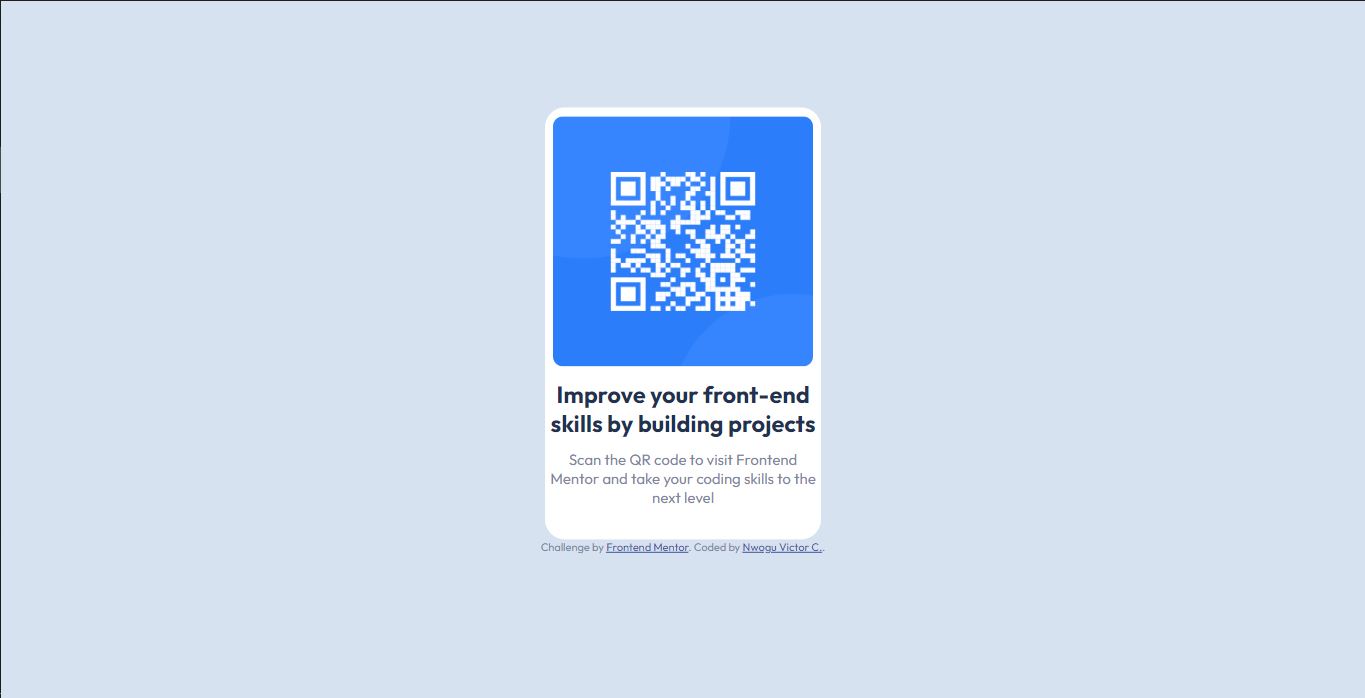 Improve your front-end
skills by building projects
Scan the QR code to visit Frontend
Mentor and take your coding skills to the
next level
Challenge by Frontend Mentor. Coded by Nwogu Victor C..